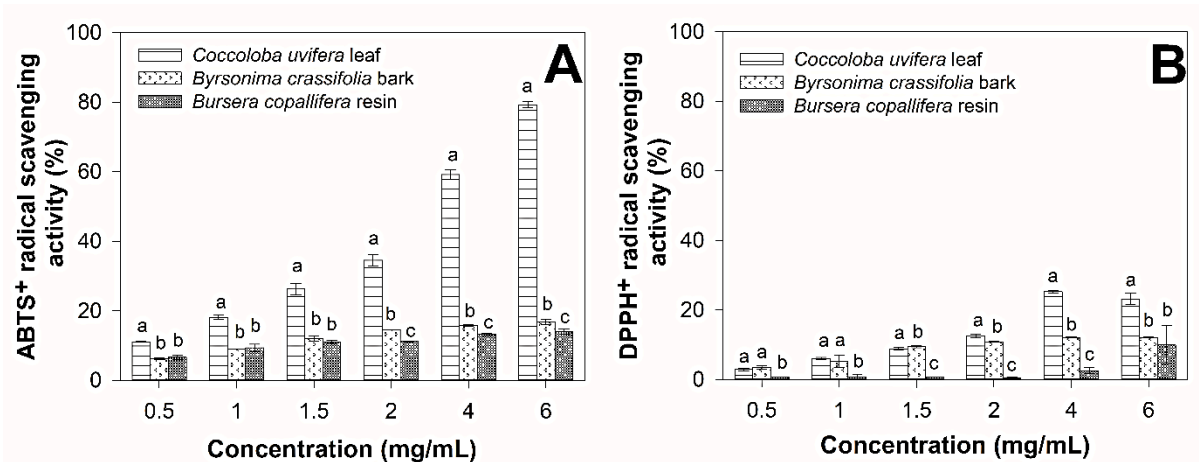 A
ABTS⁺ radical scavenging
activity (%)
100
80
60
40
20
0
Coccoloba uvifera leaf
Byrsonima crassifolia bark
Bursera copallifera resin
a b b
a b b
a b b
a b c
a b c
a b c
0.5 1 1.5 2 4 6
Concentration (mg/mL)
B
DPPH⁺ radical scavenging
activity (%)
100
80
60
40
20
0
Coccoloba uvifera leaf
Byrsonima crassifolia bark
Bursera copallifera resin
a a b
a a b
a b c
a b c
a b c
a b b
0.5 1 1.5 2 4 6
Concentration (mg/mL)